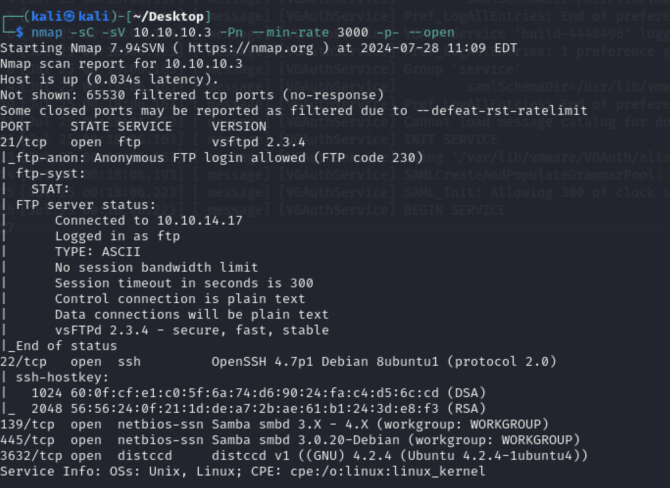 ┌──(kali㉿kali)-[~/Desktop]
└─$ nmap -sC -sV 10.10.10.3 -Pn --min-rate 3000 -p- --open
Starting Nmap 7.94SVN ( https://nmap.org ) at 2024-07-28 11:09 EDT
Nmap scan report for 10.10.10.3
Host is up (0.034s latency).
Not shown: 65530 filtered tcp ports (no-response)
Some closed ports may be reported as filtered due to --defeat-rst-ratelimit
PORT     STATE SERVICE     VERSION
21/tcp   open  ftp         vsftpd 2.3.4
|_ftp-anon: Anonymous FTP login allowed (FTP code 230)
| ftp-syst:
|   STAT:
| FTP server status:
|      Connected to 10.10.14.17
|      Logged in as ftp
|      TYPE: ASCII
|      No session bandwidth limit
|      Session timeout in seconds is 300
|      Control connection is plain text
|      Data connections will be plain text
|      vsFTPd 2.3.4 - secure, fast, stable
|_End of status
22/tcp   open  ssh         OpenSSH 4.7p1 Debian 8ubuntu1 (protocol 2.0)
| ssh-hostkey:
|   1024 60:0f:cf:e1:c0:5f:6a:74:d6:90:24:fa:c4:d5:6c:cd (DSA)
|_  2048 56:56:24:0f:21:1d:de:a7:2b:ae:61:b1:24:3d:e8:f3 (RSA)
139/tcp  open  netbios-ssn Samba smbd 3.X - 4.X (workgroup: WORKGROUP)
445/tcp  open  netbios-ssn Samba smbd 3.0.20-Debian (workgroup: WORKGROUP)
3632/tcp open  distccd     distccd v1 ((GNU) 4.2.4 (Ubuntu 4.2.4-1ubuntu4))
Service Info: OSs: Unix, Linux; CPE: cpe:/o:linux:linux_kernel